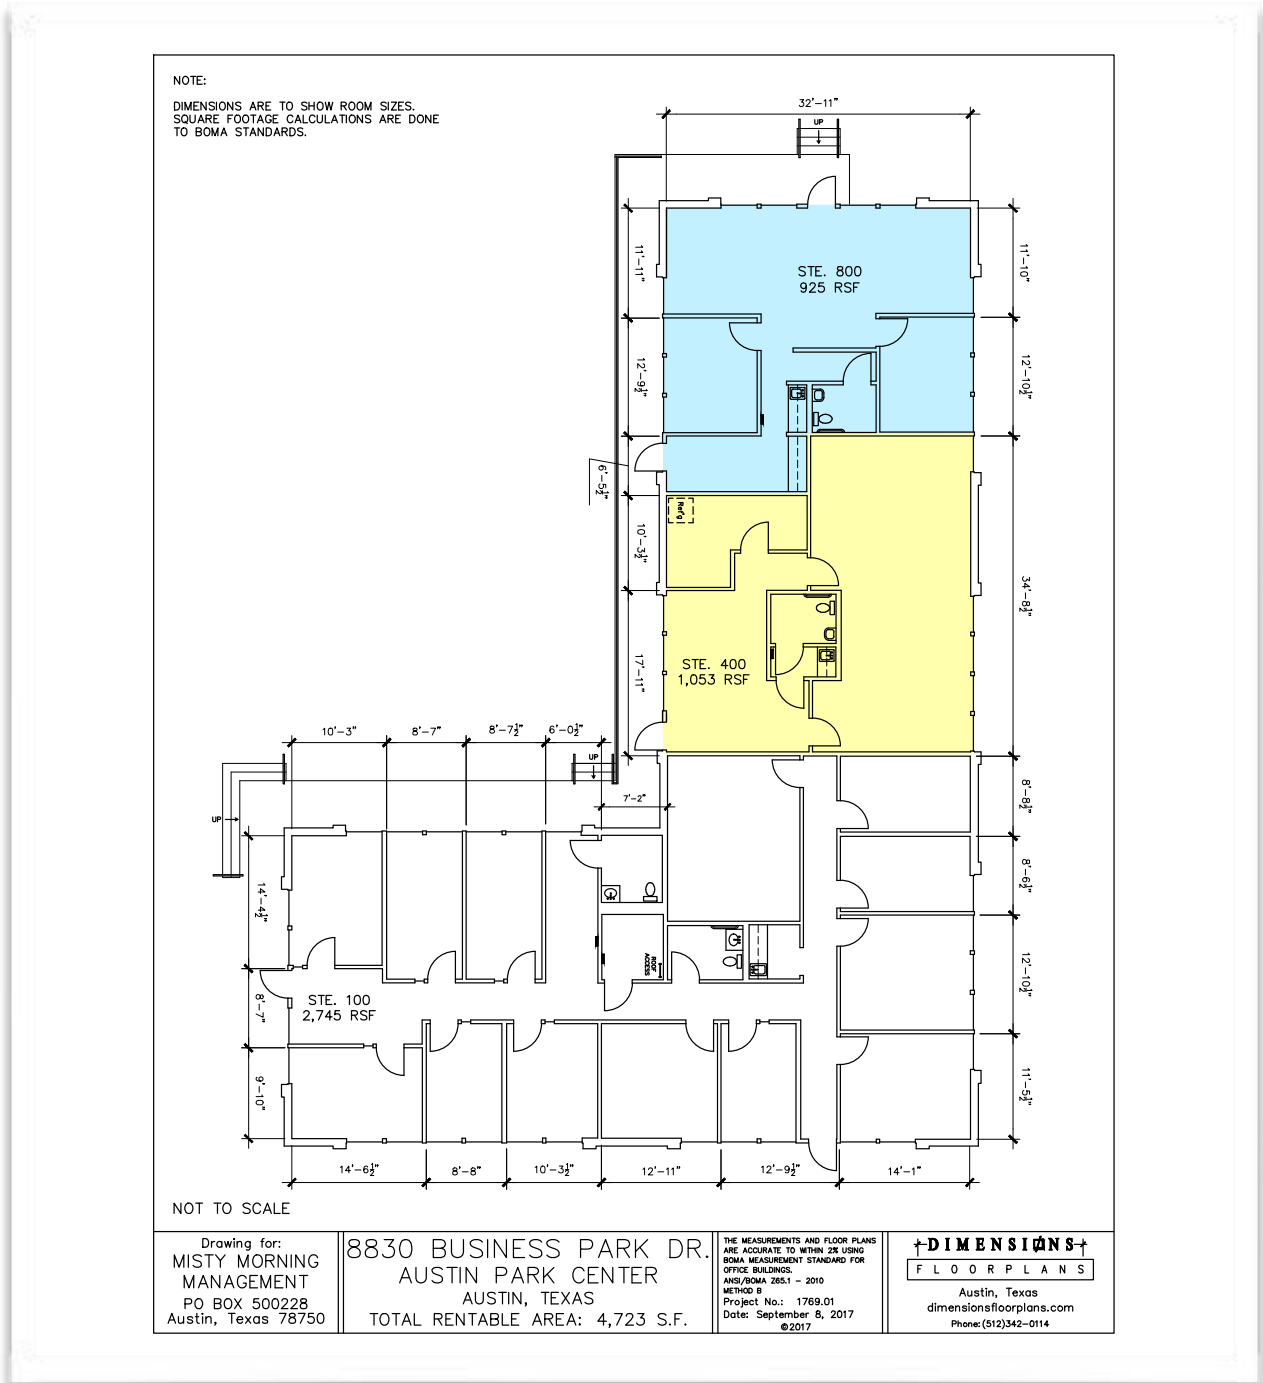 NOTE:
DIMENSIONS ARE TO SHOW ROOM SIZES.
SQUARE FOOTAGE CALCULATIONS ARE DONE
TO BOMA STANDARDS.
32'-11"
UP
11'-11"
STE. 800
925 RSF
11'-10"
12'-9½"
12'-10½"
6'-5½"
Ref'g
10'-3½"
34'-8½"
STE. 400
1,053 RSF
17'-11"
10'-3"
8'-7"
8'-7½"
6'-0½"
UP
7'-2"
8'-8½"
UP
8'-6½"
14'-4½"
ROOF
ACCESS
12'-10½"
STE. 100
2,745 RSF
8'-7"
9'-10"
11'-5½"
14'-6½"
8'-8"
10'-3½"
12'-11"
12'-9½"
14'-1"
NOT TO SCALE
Drawing for:
MISTY MORNING
MANAGEMENT
PO BOX 500228
Austin, Texas 78750
8830 BUSINESS PARK DR.
AUSTIN PARK CENTER
AUSTIN, TEXAS
TOTAL RENTABLE AREA: 4,723 S.F.
THE MEASUREMENTS AND FLOOR PLANS
ARE ACCURATE TO WITHIN 2% USING
BOMA MEASUREMENT STANDARD FOR
OFFICE BUILDINGS.
ANSI/BOMA Z65.1 - 2010
METHOD B
Project No.: 1769.01
Date: September 8, 2017
©2017
DIMENSIONS
FLOORPLANS
Austin, Texas
dimensionsfloorplans.com
Phone:(512)342-0114